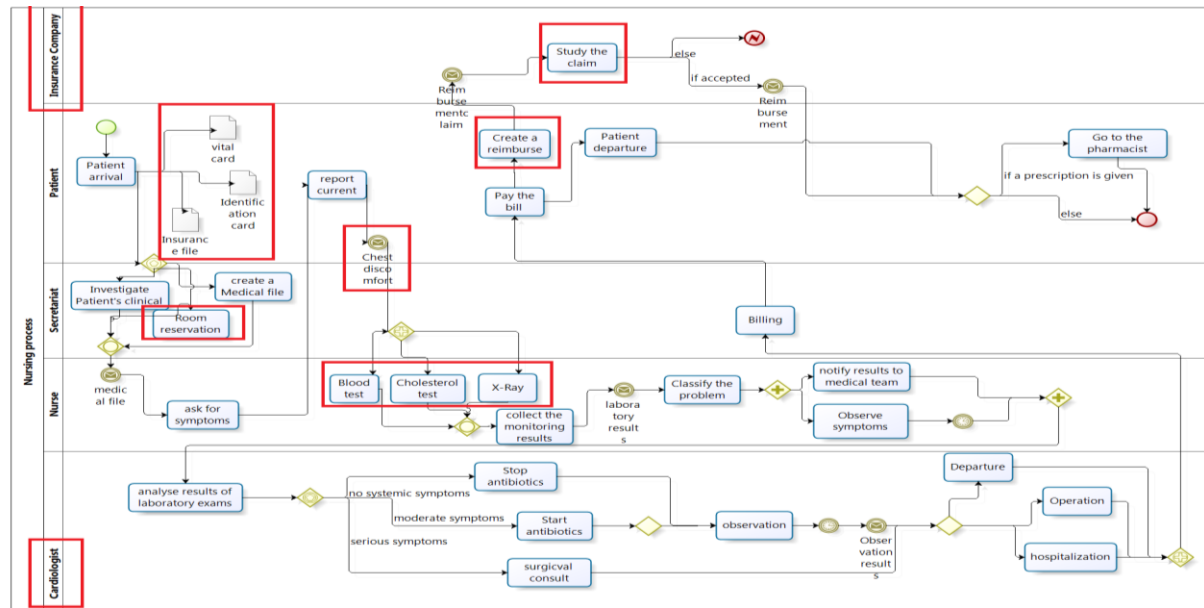 Nursing process
Insurance Company
Study the
claim
else
if accepted
Reim
burse
mentc
laim
Reim
burse
ment
Patient
Patient
arrival
vital
card
Identific
ation
card
Insuranc
e file
report
current
Chest
disco
mfort
Create a
reimburse
Pay the
bill
Patient
departure
Go to the
pharmacist
if a prescription is given
else
Secretariat
Investigate
Patient's clinical
create a
Medical file
Room
reservation
Billing
Nurse
medic
al file
ask for
symptoms
Blood
test
Cholesterol
test
X-Ray
collect the
monitoring
results
labora
tory
result
s
Classify the
problem
notify results to
medical team
Observe
symptoms
Cardiologist
analyse results of
laboratory exams
no systemic symptoms
moderate symptoms
serious symptoms
Stop
antibiotics
Start
antibiotics
surgicval
consult
observation
Obser
vation
result
s
Departure
Operation
hospitalization